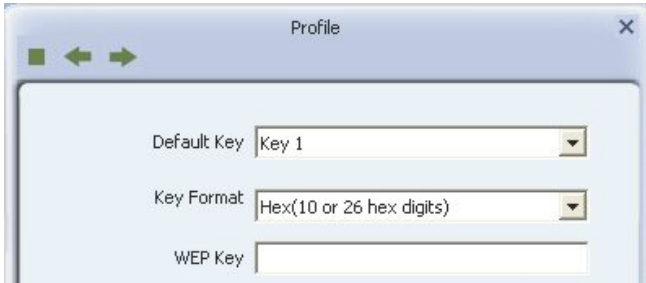 Profile
Default Key Key 1
Key Format Hex(10 or 26 hex digits)
WEP Key